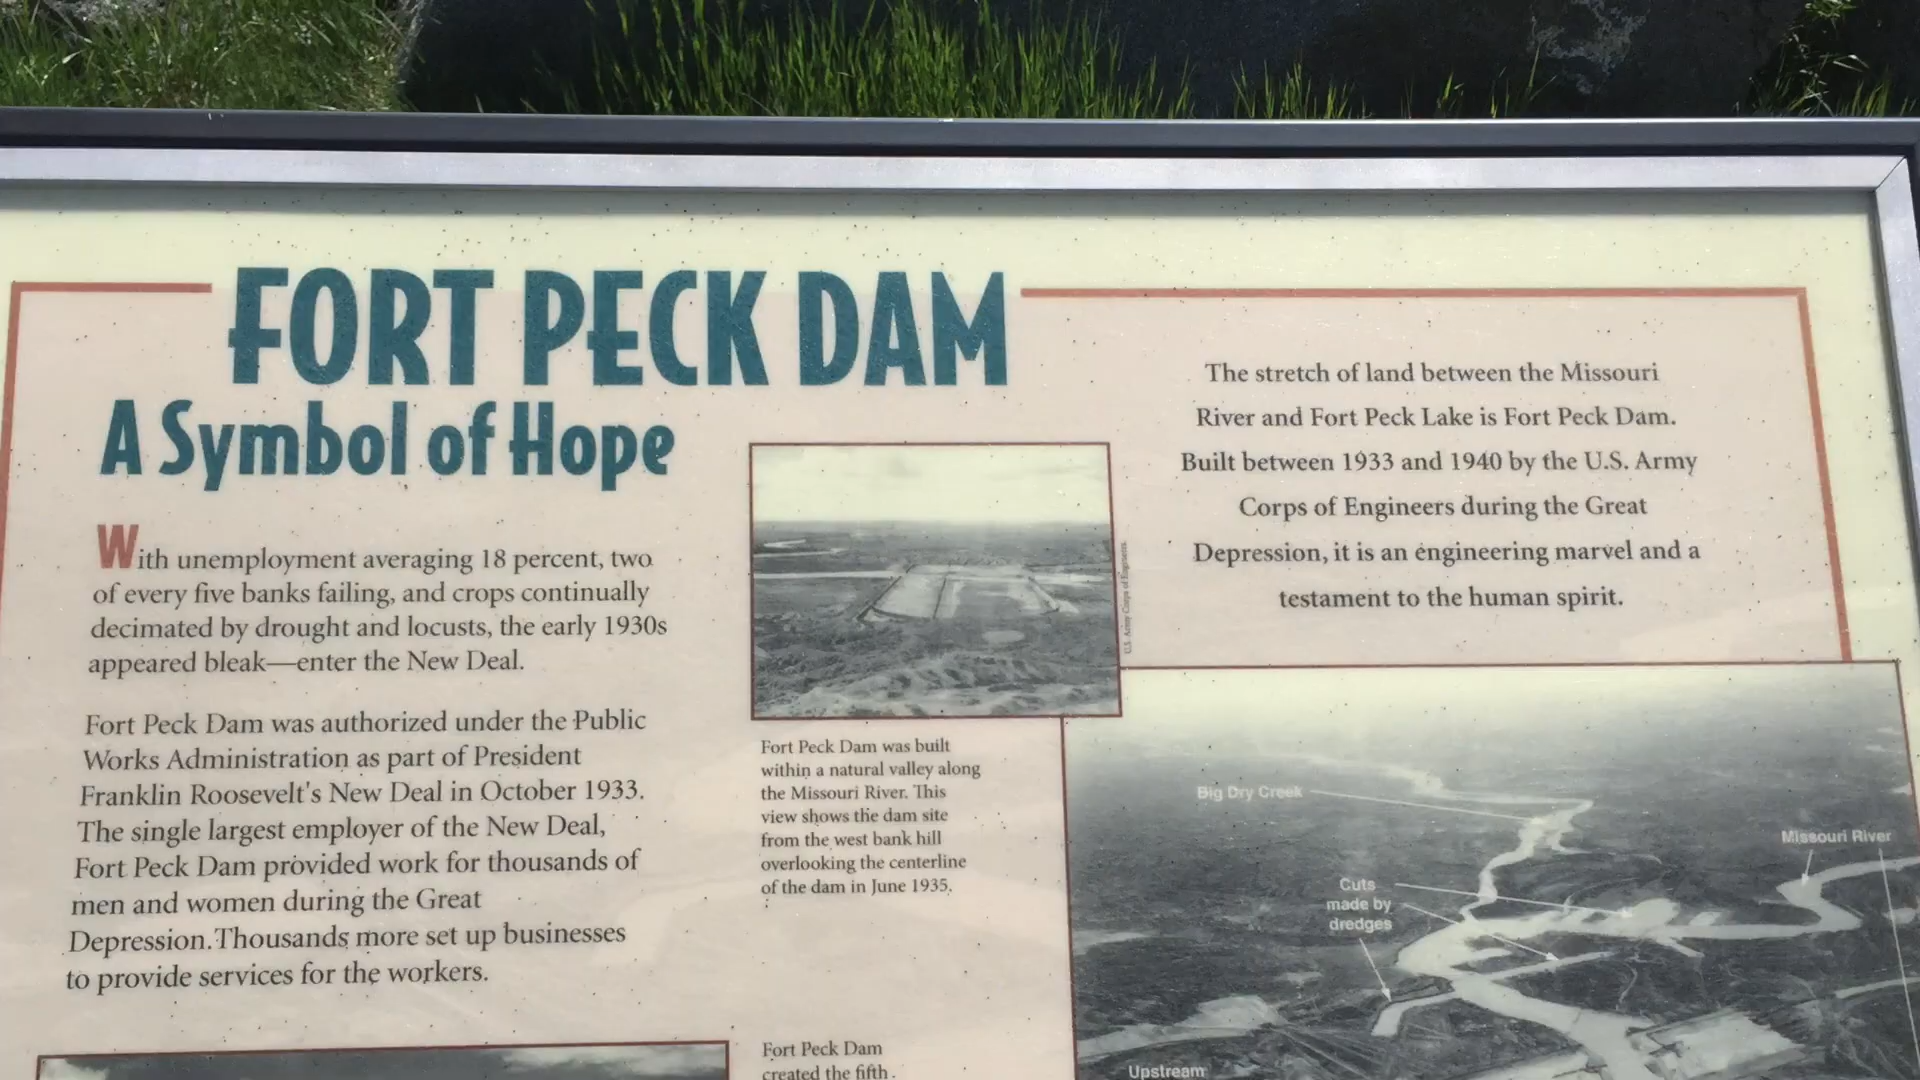 FORT PECK DAM
A Symbol of Hope
With unemployment averaging 18 percent, two
of every five banks failing, and crops continually
decimated by drought and locusts, the early 1930s
appeared bleak—enter the New Deal.
Fort Peck Dam was authorized under the Public
Works Administration as part of President
Franklin Roosevelt's New Deal in October 1933.
The single largest employer of the New Deal,
Fort Peck Dam provided work for thousands of
men and women during the Great
Depression. Thousands more set up businesses
to provide services for the workers.
U.S. Army Corps of Engineers
Fort Peck Dam was built
within a natural valley along
the Missouri River. This
view shows the dam site
from the west bank hill
overlooking the centerline
of the dam in June 1935.
Fort Peck Dam
created the fifth
The stretch of land between the Missouri
River and Fort Peck Lake is Fort Peck Dam.
Built between 1933 and 1940 by the U.S. Army
Corps of Engineers during the Great
Depression, it is an engineering marvel and a
testament to the human spirit.
Big Dry Creek
Missouri River
Cuts
made by
dredges
Upstream